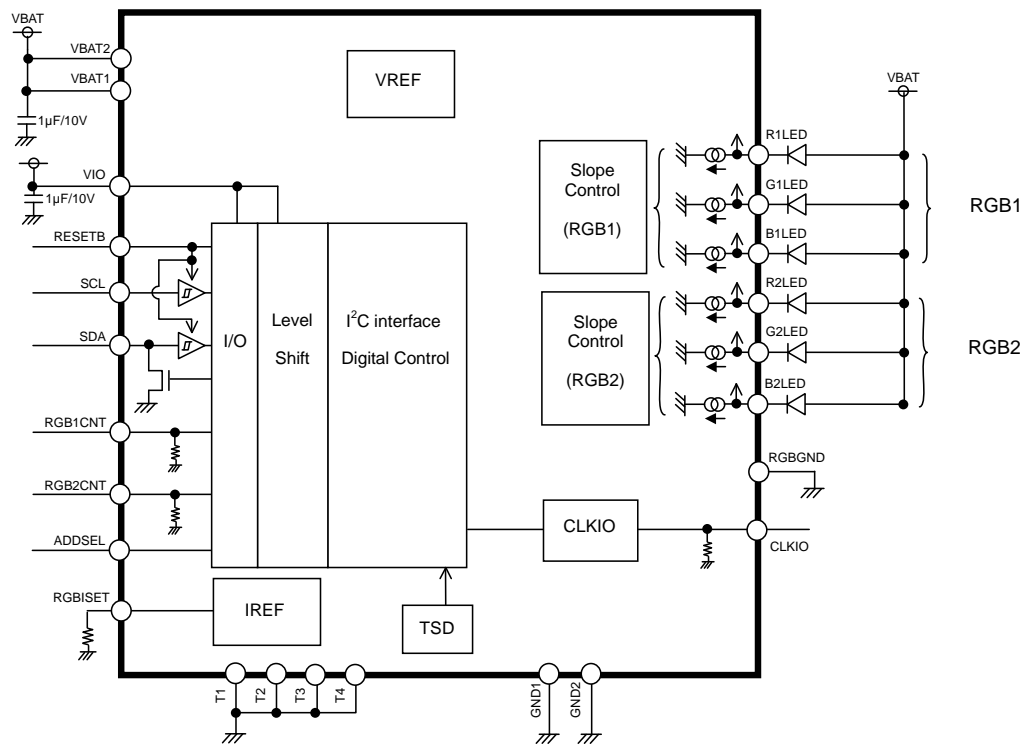 VBAT
VBAT2
VBAT1
1µF/10V
VIO
1µF/10V
RESETB
SCL
SDA
RGB1CNT
RGB2CNT
ADDSEL
RGBISET
VREF
I/O
Level
Shift
I²C interface
Digital Control
IREF
TSD
CLKIO
Slope
Control
(RGB1)
Slope
Control
(RGB2)
VBAT
R1LED
G1LED
B1LED
R2LED
G2LED
B2LED
RGB1
RGB2
RGBGND
CLKIO
T1
T2
T3
T4
GND1
GND2